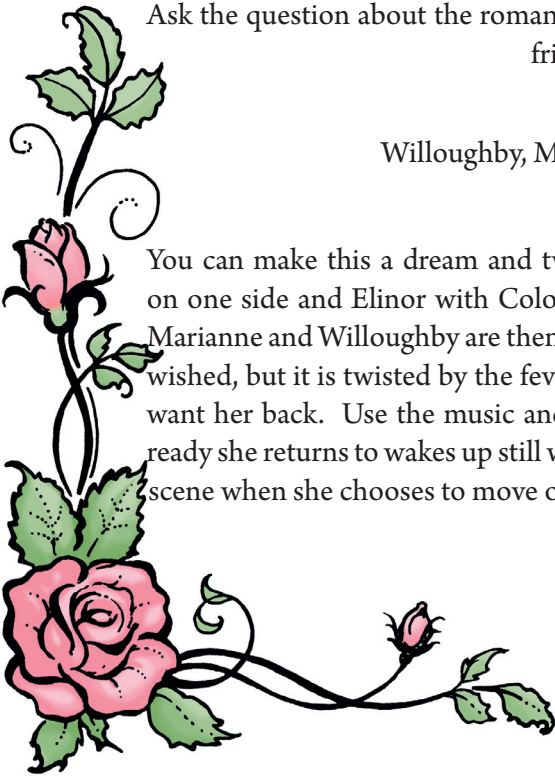 Ask the question about the roman
fri
Willoughby, M
You can make this a dream and tw
on one side and Elinor with Colo
Marianne and Willoughby are then
wished, but it is twisted by the fev
want her back. Use the music and
ready she returns to wakes up still w
scene when she chooses to move o